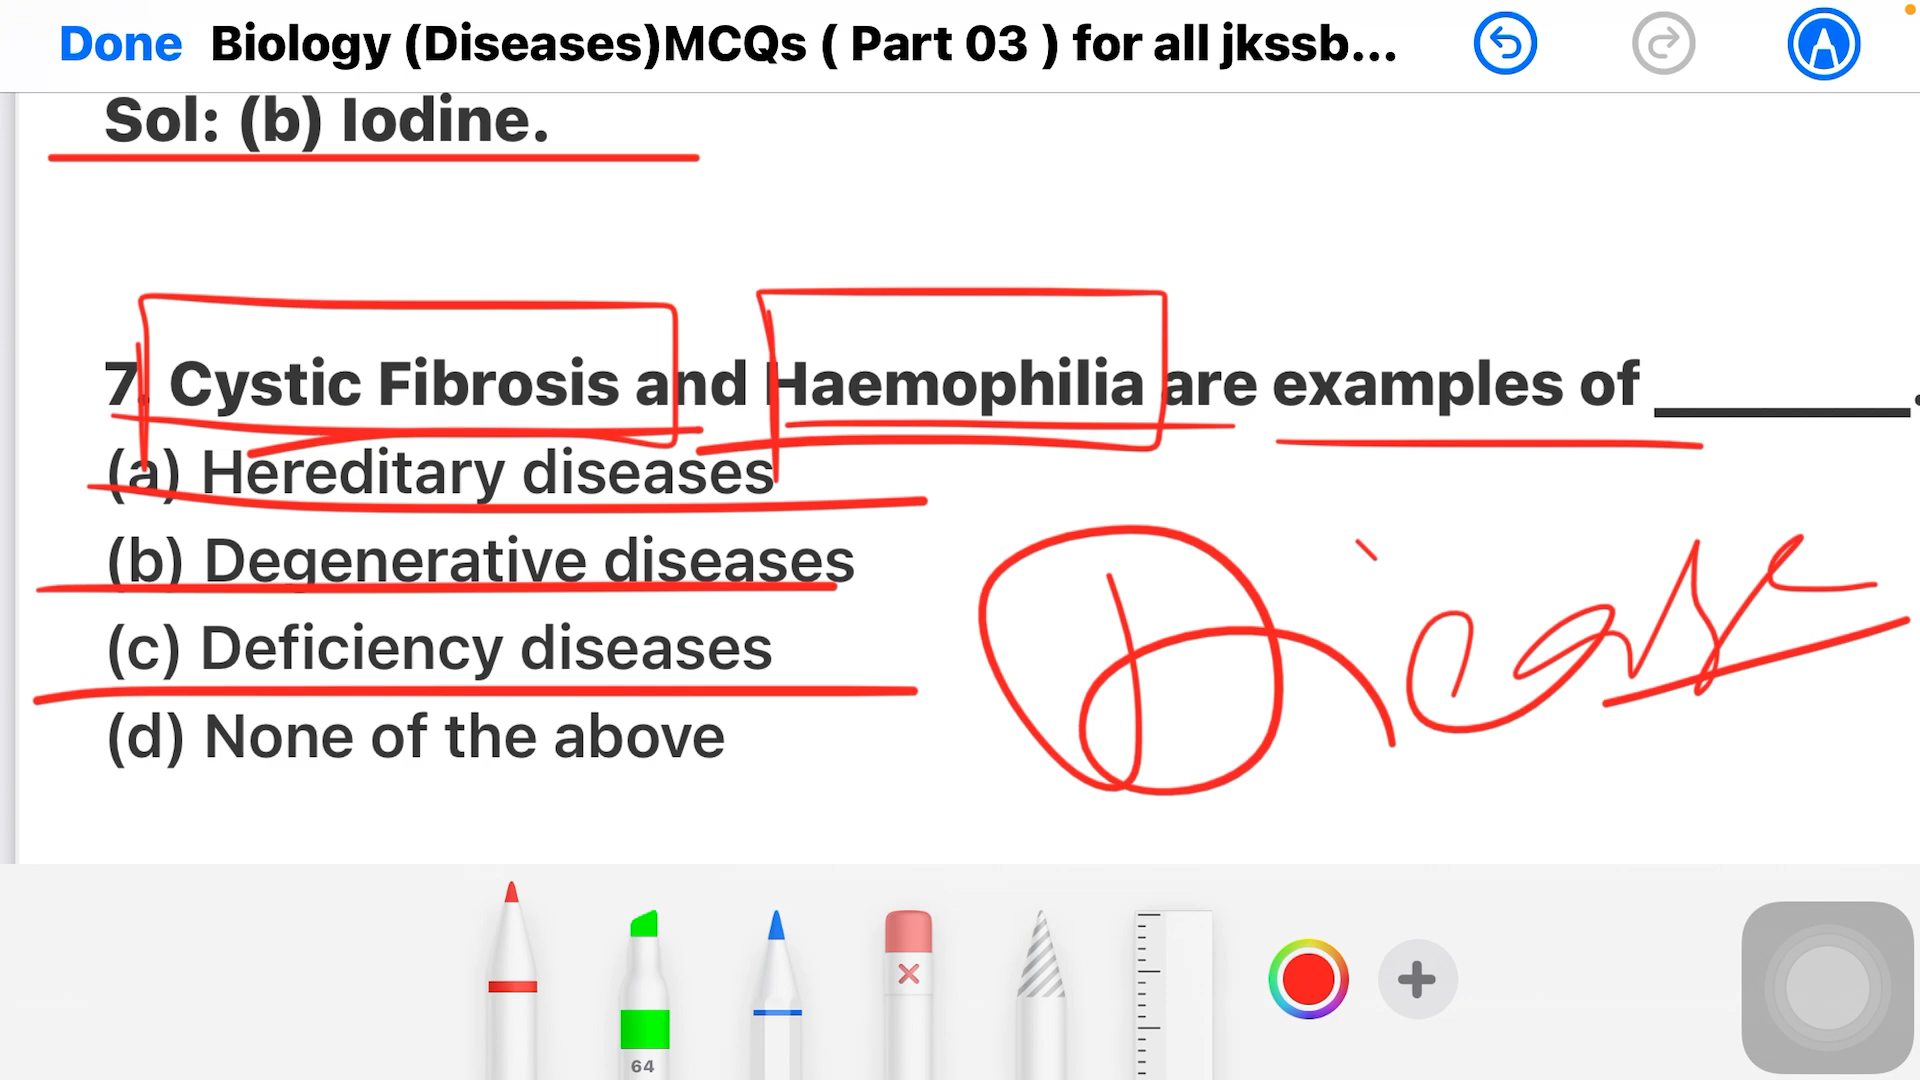 Done Biology (Diseases)MCQs ( Part 03 ) for all jkssb...
Sol: (b) Iodine.
7. Cystic Fibrosis and Haemophilia are examples of ________.
(a) Hereditary diseases
(b) Degenerative diseases
(c) Deficiency diseases
(d) None of the above
64